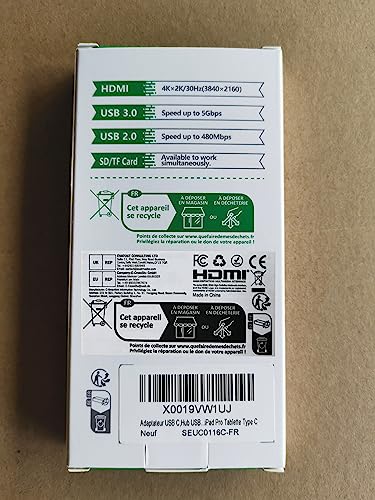 HDMI 4K×2K/30Hz(3840×2160)
USB 3.0 Speed up to 5Gbps
USB 2.0 Speed up to 480Mbps
SD/TF Card Available to work
simultaneously.
FR
Cet appareil
se recycle
À DÉPOSER
EN MAGASIN
OU
À DÉPOSER
EN DÉCHÈTERIE
Points de collecte sur www.quefairedemesdechets.fr
Privilégiez la réparation ou le don de votre appareil!
UK REP
EU REP
CE
HDMI
Made in China
FR
Cet appareil
se recycle
À DÉPOSER
EN MAGASIN
OU
À DÉPOSER
EN DÉCHÈTERIE
Points de collecte sur www.quefairedemesdechets.fr
Privilégiez la réparation ou le don de votre appareil!
X0019VW1UJ
Adaptateur USB C,Hub USB...iPad Pro Tablette Type C
Neuf SEUC0116C-FR